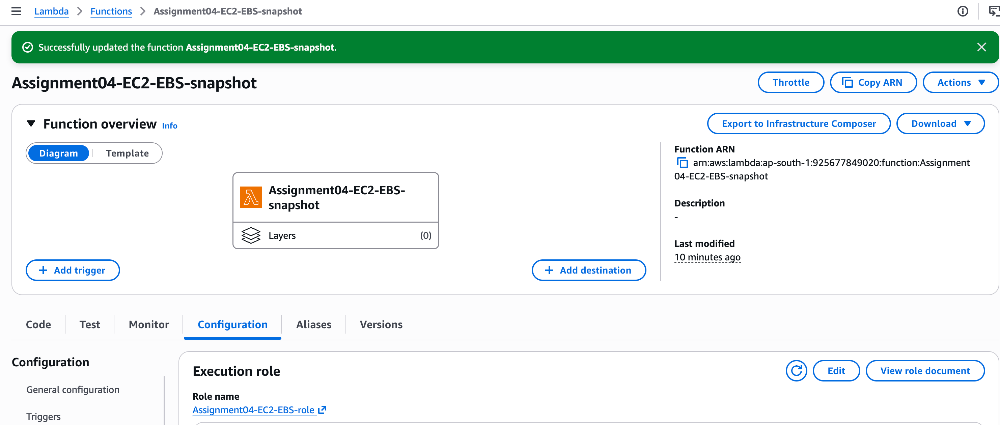 Lambda > Functions > Assignment04-EC2-EBS-snapshot
Successfully updated the function Assignment04-EC2-EBS-snapshot.
Assignment04-EC2-EBS-snapshot
Throttle
Copy ARN
Actions
Function overview Info
Export to Infrastructure Composer
Download
Diagram
Template
Assignment04-EC2-EBS-
snapshot
Layers (0)
Add trigger
Add destination
Function ARN
arn:aws:lambda:ap-south-1:925677849020:function:Assignment
04-EC2-EBS-snapshot
Description
-
Last modified
10 minutes ago
Code
Test
Monitor
Configuration
Aliases
Versions
Configuration
General configuration
Triggers
Execution role
Edit
View role document
Role name
Assignment04-EC2-EBS-role